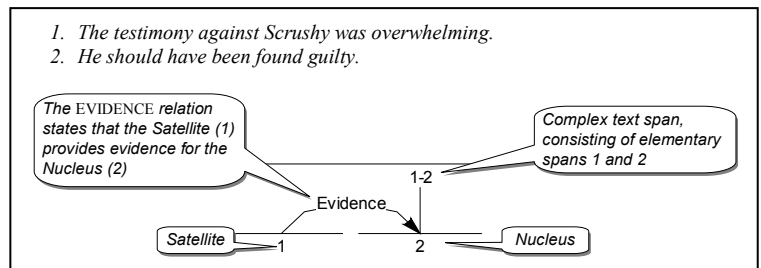 1. The testimony against Scrushy was overwhelming.
2. He should have been found guilty.
The EVIDENCE relation
states that the Satellite (1)
provides evidence for the
Nucleus (2)
Complex text span,
consisting of elementary
spans 1 and 2
1-2
Evidence
Satellite
1
2
Nucleus